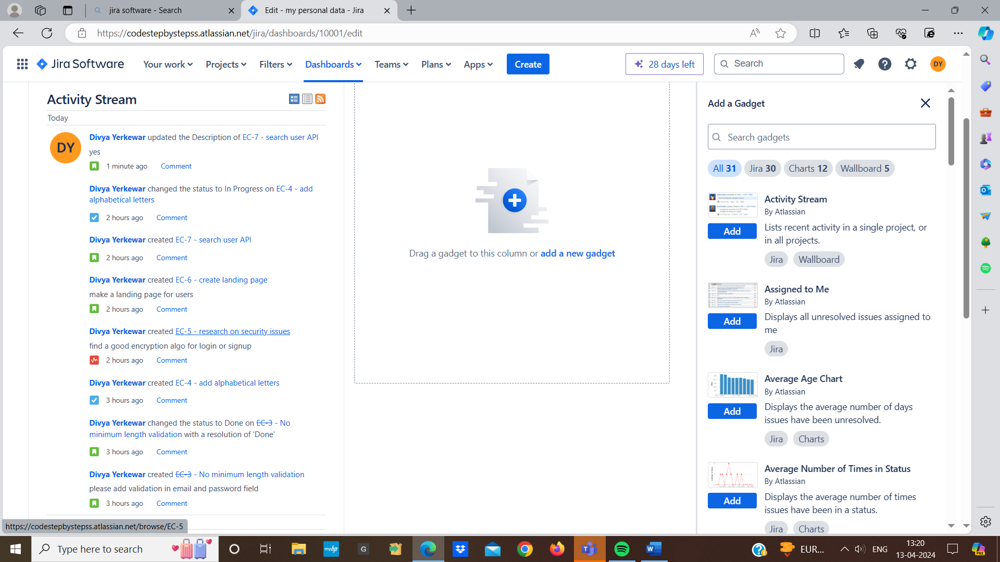 jira software - Search
Edit - my personal data - Jira
https://codestepbystepss.atlassian.net/jira/dashboards/10001/edit
Jira Software
Your work
Projects
Filters
Dashboards
Teams
Plans
Apps
Create
28 days left
Search
DY
Activity Stream
Today
DY
Divya Yerkewar updated the Description of EC-7 - search user API
yes
1 minute ago Comment
Divya Yerkewar changed the status to In Progress on EC-4 - add
alphabetical letters
2 hours ago Comment
Divya Yerkewar created EC-7 - search user API
2 hours ago Comment
Divya Yerkewar created EC-6 - create landing page
make a landing page for users
2 hours ago Comment
Divya Yerkewar created EC-5 - research on security issues
find a good encryption algo for login or signup
2 hours ago Comment
Divya Yerkewar created EC-4 - add alphabetical letters
3 hours ago Comment
Divya Yerkewar changed the status to Done on EC-3 - No
minimum length validation with a resolution of 'Done'
3 hours ago Comment
Divya Yerkewar created EC-3 - No minimum length validation
please add validation in email and password field
3 hours ago Comment
https://codestepbystepss.atlassian.net/browse/EC-5
Drag a gadget to this column or add a new gadget
Add a Gadget
Search gadgets
All 31
Jira 30
Charts 12
Wallboard 5
Activity Stream
By Atlassian
Add
Lists recent activity in a single project, or
in all projects.
Jira
Wallboard
Assigned to Me
By Atlassian
Add
Displays all unresolved issues assigned to
me
Jira
Average Age Chart
By Atlassian
Add
Displays the average number of days
issues have been unresolved.
Jira
Charts
Average Number of Times in Status
By Atlassian
Add
Displays the average number of times
issues have been in a status.
Jira
Charts
Type here to search
myhp
G
EUR...
ENG
13:20
13-04-2024
PRE